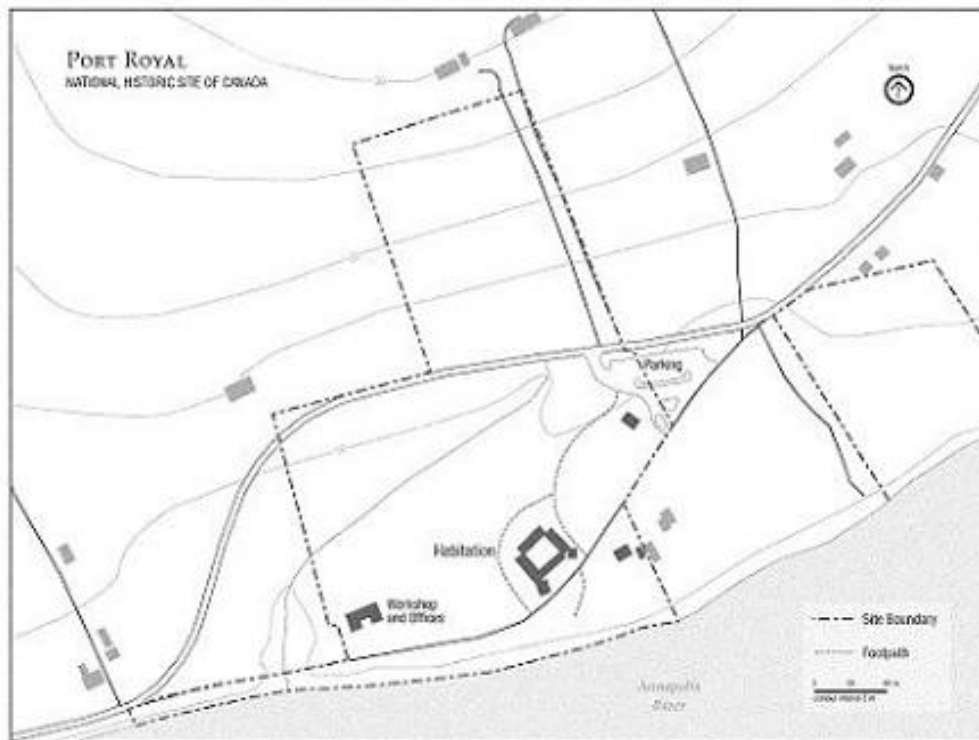 PORT ROYAL
NATIONAL HISTORIC SITE OF CANADA
North
Parking
Habitation
Workshop
and Offices
Site Boundary
Footpath
Annapolis
River